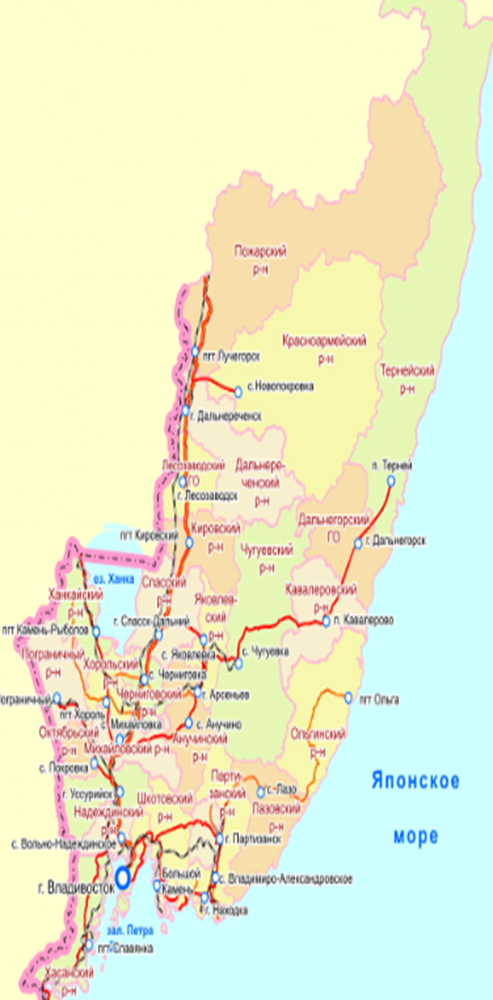 Пожарский
р-н
Красноармейский
р-н
пгт Лучегорск
Тернейский
р-н
с.Новопокровка
г. Дальнереченск
Лесозаводский
ГО
Дальнере-
ченский
р-н
п. Терней
г. Лесозаводск
Дальнегорский
ГО
пгт Кировский
Кировский
р-н
г. Дальнегорск
Чугуевский
р-н
оз. Ханка
Спасский
р-н
Ханкайский
р-н
Кавалеровский
р-н
Яковлев-
ский
р-н
г. Спасск-Дальний
п. Кавалерово
пгт Камень-Рыболов
с. Яковлевка
с. Чугуевка
Пограничный
р-н
Хорольский
р-н
с. Черниговка
Черниговский
р-н
г. Арсеньев
ограничный
пгт Ольга
пгт Хороль
с. Михайловка
с. Анучино
Октябрьский
р-н
Михайловский р-н
Анучинский
р-н
Ольгинский
р-н
с. Покровка
Парти-
занский
р-н
г. Уссурийск
Шкотовский
р-н
с. Лазо
Лазовский
р-н
Японское
море
Надеждинский
р-н
с. Вольно-Надеждинское
г. Партизанск
г. Владивосток
Большой
Камень
с. Владимиро-Александровское
г. Находка
зал. Петра
пгт Славянка
Хасанский
р-н